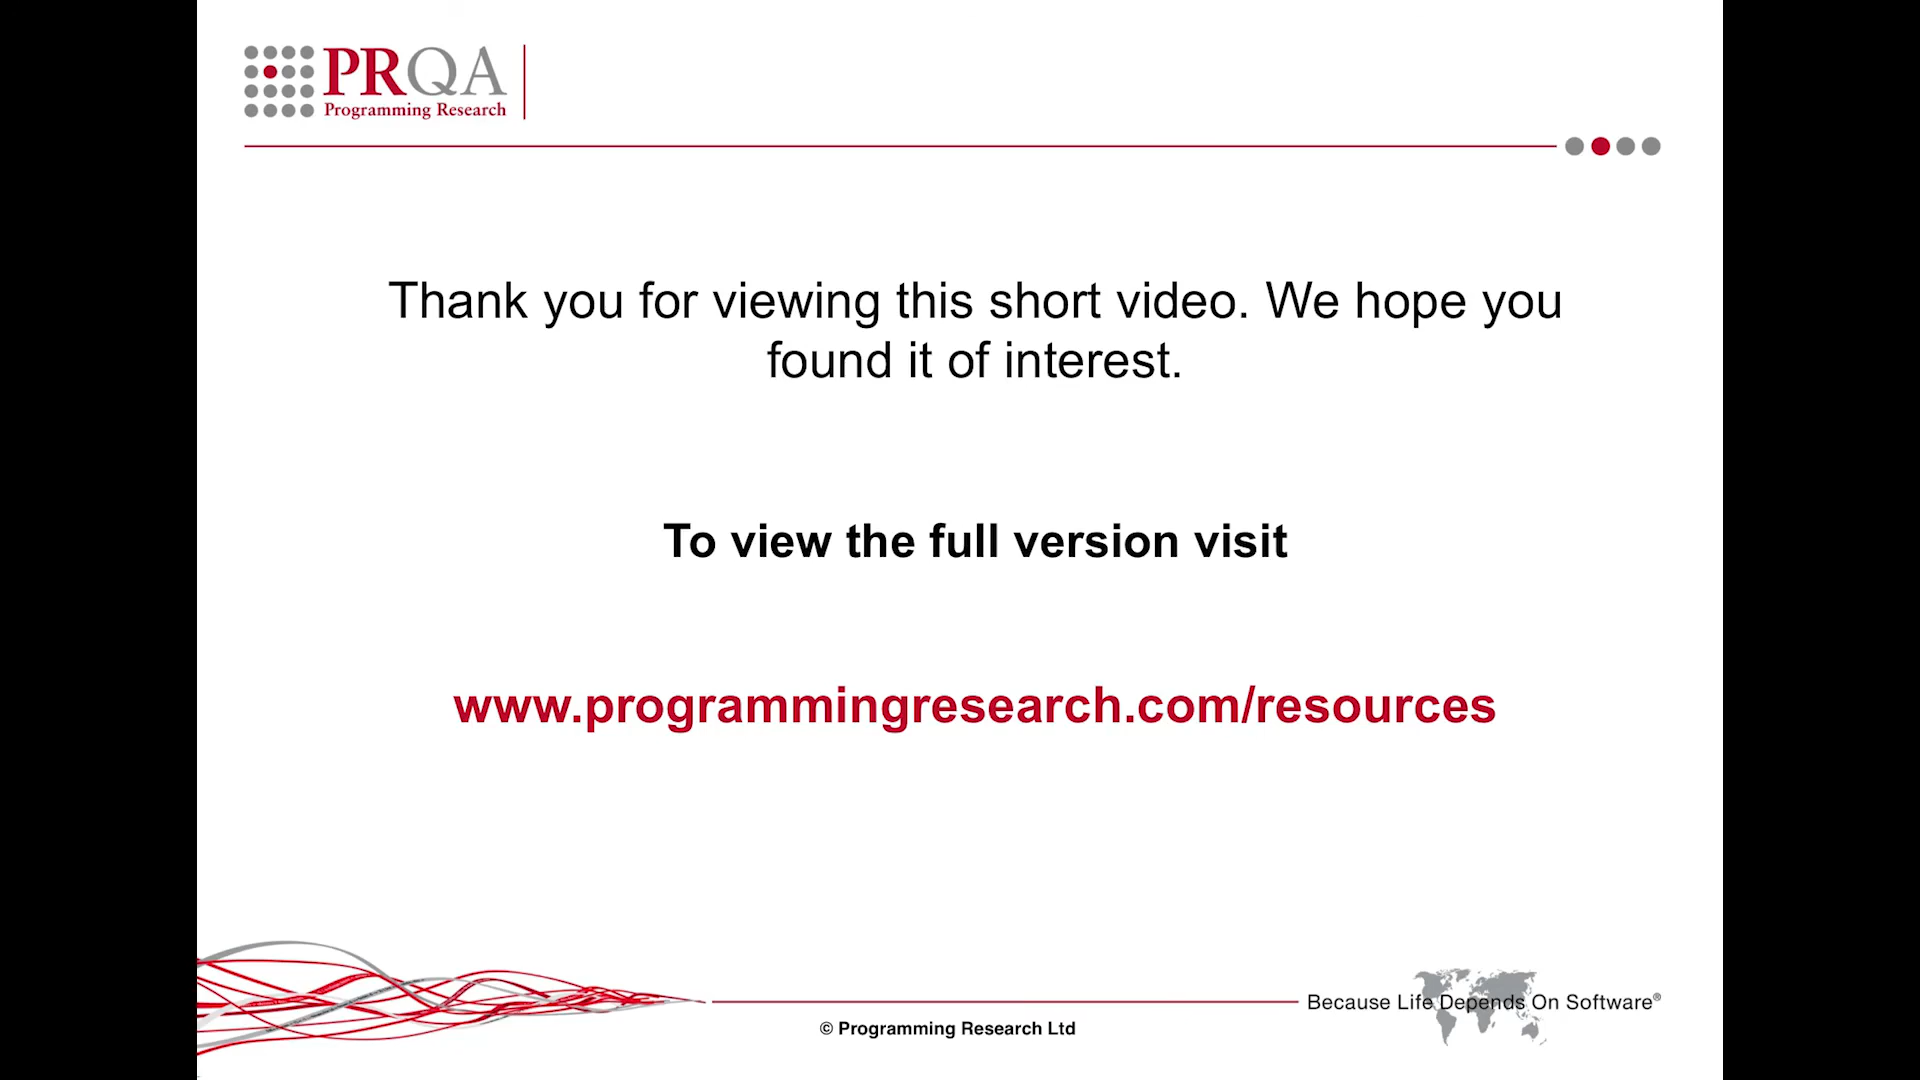 PRQA
Programming Research
Thank you for viewing this short video. We hope you
found it of interest.
To view the full version visit
www.programmingresearch.com/resources
Because Life Depends On Software®
© Programming Research Ltd